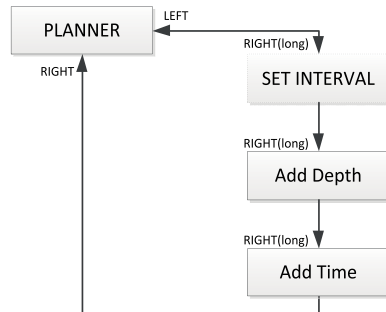 LEFT
PLANNER
RIGHT(long)
RIGHT
SET INTERVAL
RIGHT(long)
Add Depth
RIGHT(long)
Add Time